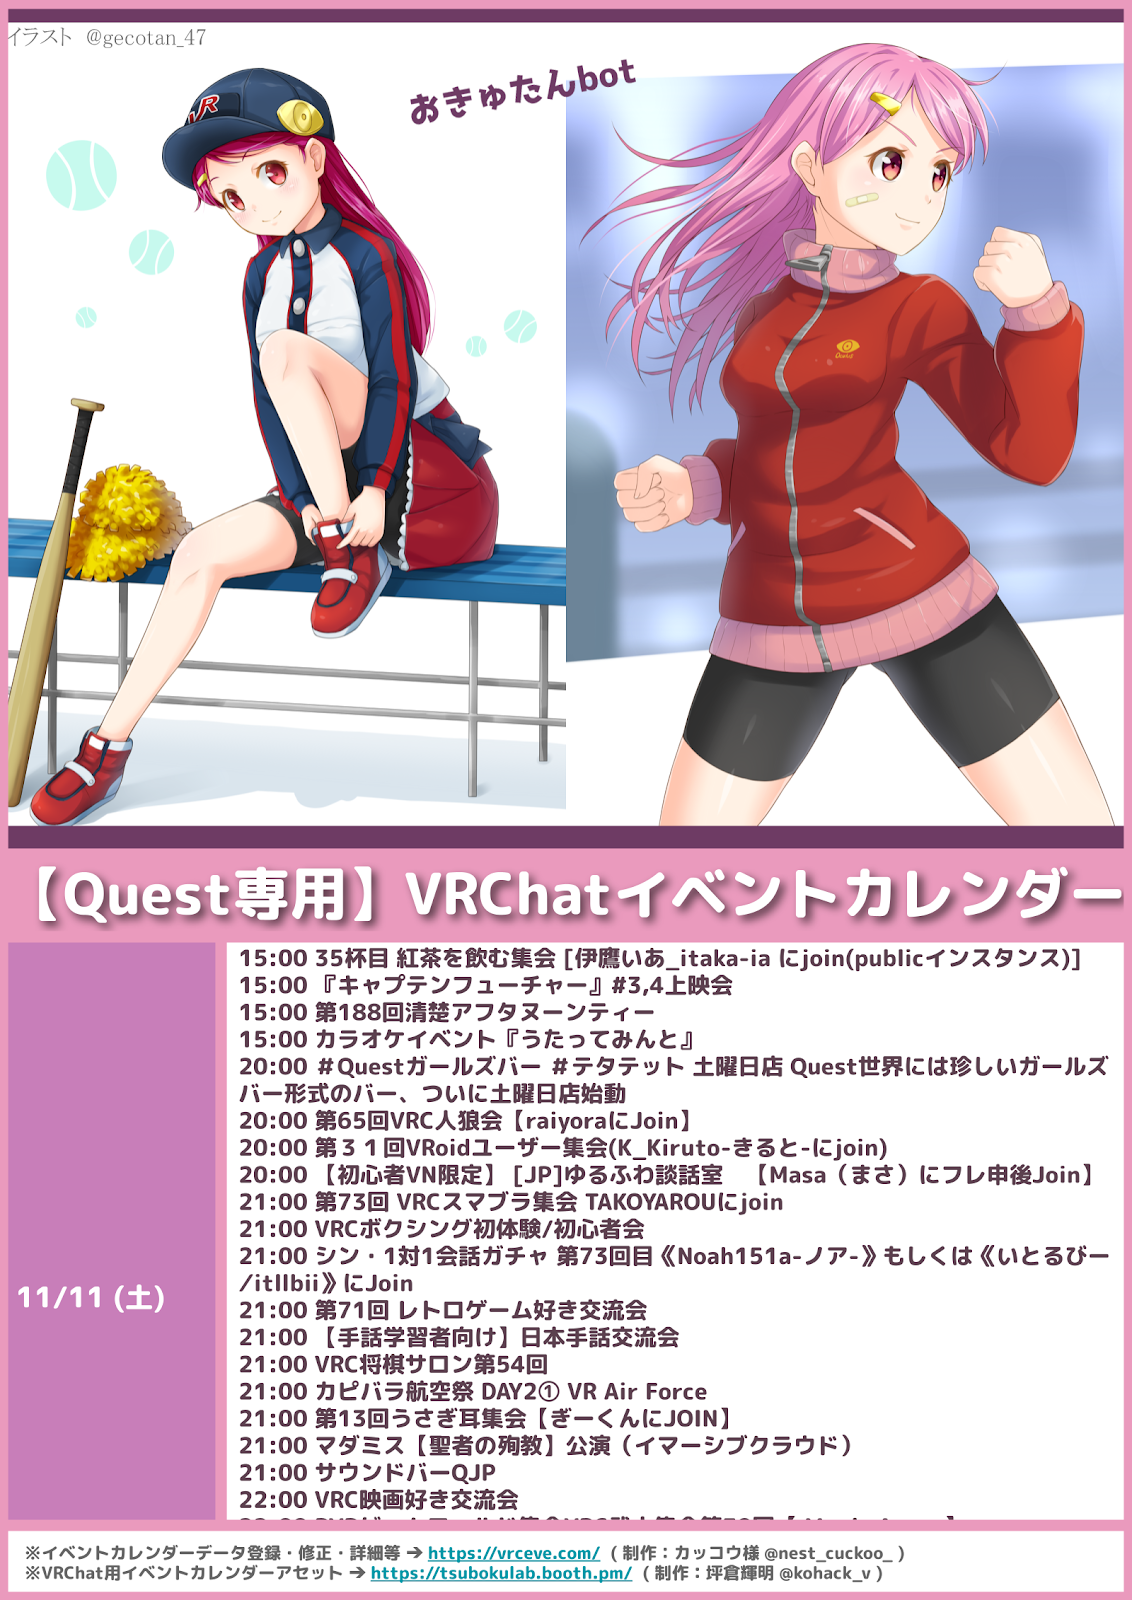 イラスト @gecotan_47
おきゅたんbot
VR
Quest
【Quest専用】VRChatイベントカレンダー
11/11 (土)
15:00 35杯目 紅茶を飲む集会 [伊鷹いあ_itaka-ia にjoin(publicインスタンス)]
15:00 『キャプテンフューチャー』#3,4上映会
15:00 第188回清楚アフタヌーンティー
15:00 カラオケイベント『うたってみんと』
20:00 ＃Questガールズバー ＃テタテット 土曜日店 Quest世界には珍しいガールズ
バー形式のバー、ついに土曜日店始動
20:00 第65回VRC人狼会【raiyoraにJoin】
20:00 第３１回VRoidユーザー集会(K_Kiruto-きると-にjoin)
20:00 【初心者VN限定】 [JP]ゆるふわ談話室　【Masa（まさ）にフレ申後Join】
21:00 第73回 VRCスマブラ集会 TAKOYAROUにjoin
21:00 VRCボクシング初体験/初心者会
21:00 シン・1対1会話ガチャ 第73回目《Noah151a-ノア-》もしくは《いとるびー
/itllbii》にJoin
21:00 第71回 レトロゲーム好き交流会
21:00 【手話学習者向け】日本手話交流会
21:00 VRC将棋サロン第54回
21:00 カピバラ航空祭 DAY2① VR Air Force
21:00 第13回うさぎ耳集会【ぎーくんにJOIN】
21:00 マダミス【聖者の殉教】公演（イマーシブクラウド）
21:00 サウンドバーQJP
22:00 VRC映画好き交流会
※イベントカレンダーデータ登録・修正・詳細等 ➔ https://vrceve.com/ ( 制作：カッコウ様 @nest_cuckoo_ )
※VRChat用イベントカレンダーアセット ➔ https://tsubokulab.booth.pm/ ( 制作：坪倉輝明 @kohack_v )